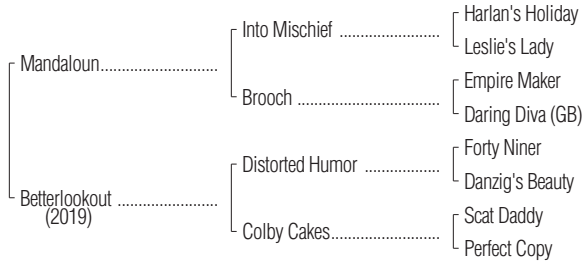 Harlan's Holiday
Into Mischief ....................
Leslie's Lady
Mandaloun.........................
Empire Maker
Brooch .............................
Daring Diva (GB)
Forty Niner
Distorted Humor ...............
Danzig's Beauty
Betterlookout .....................
(2019)
Scat Daddy
Colby Cakes......................
Perfect Copy